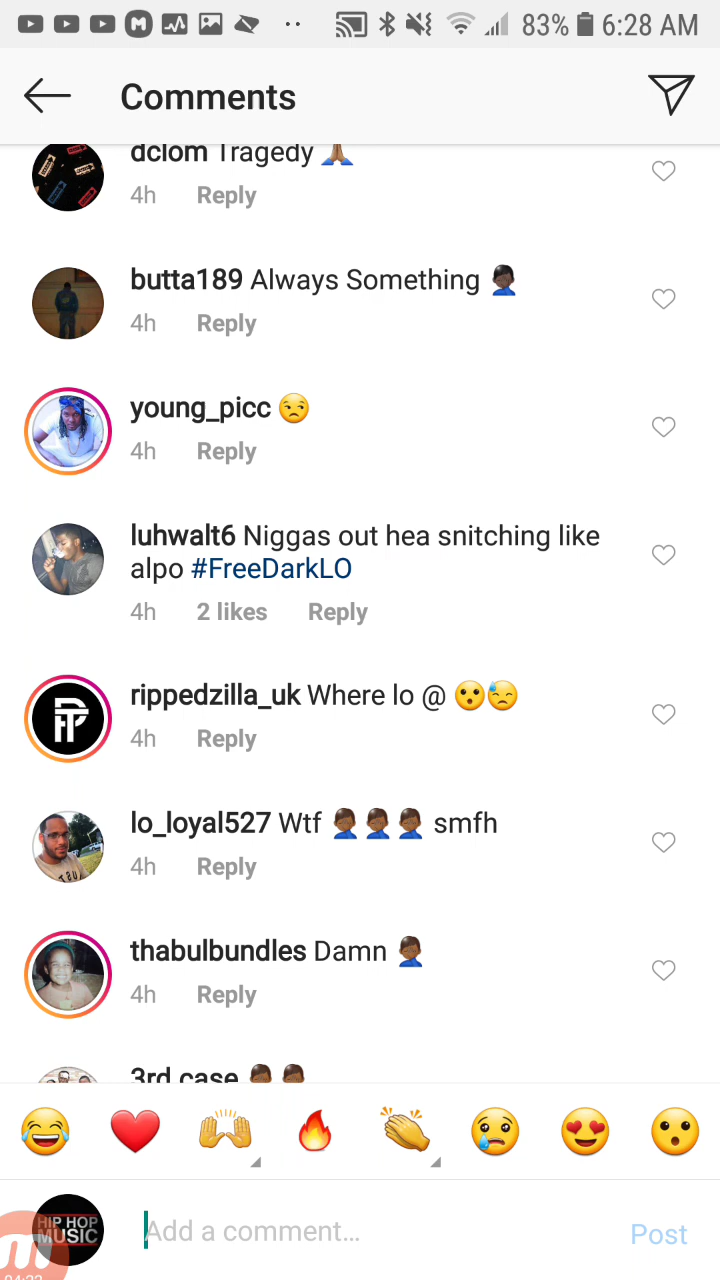 83% 6:28 AM
Comments
dclom Tragedy 🙏🏾
4h Reply
butta189 Always Something 🤦🏿‍♂️
4h Reply
young_picc 😒
4h Reply
luhwalt6 Niggas out hea snitching like
alpo #FreeDarkLO
4h 2 likes Reply
rippedzilla_uk Where lo @ 😯😓
4h Reply
lo_loyal527 Wtf 🤦🏾‍♂️🤦🏾‍♂️🤦🏾‍♂️ smfh
4h Reply
thabulbundles Damn 🤦🏾‍♂️
4h Reply
3rd case
HIP HOP
MUSIC
Add a comment...
Post